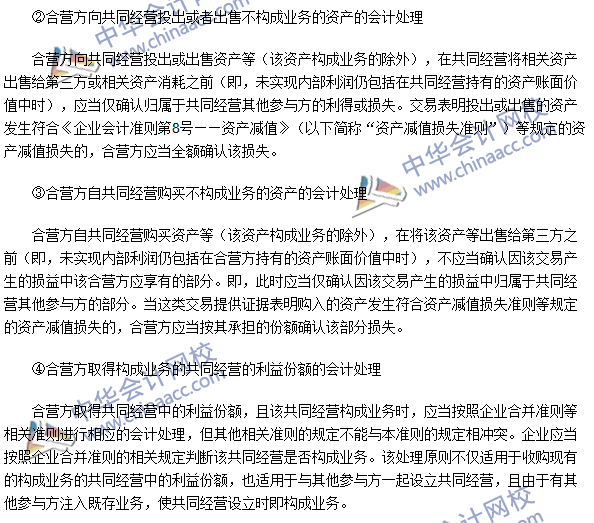 ②合营方向共同经营投出或者出售不构成业务的资产的会计处理
合营方向共同经营投出或出售资产等（该资产构成业务的除外），在共同经营将相关资产
出售给第三方或相关资产消耗之前（即，未实现内部利润仍包括在共同经营持有的资产账面价
值中时），应当仅确认归属于共同经营其他参与方的利得或损失。交易表明投出或出售的资产
发生符合《企业会计准则第8号——资产减值》（以下简称“资产减值损失准则”）等规定的资
产减值损失的，合营方应当全额确认该损失。
③合营方自共同经营购买不构成业务的资产的会计处理
合营方自共同经营购买资产等（该资产构成业务的除外），在将该资产等出售给第三方之
前（即，未实现内部利润仍包括在合营方持有的资产账面价值中时），不应当确认因该交易产
生的损益中该合营方应享有的部分。即，此时应当仅确认因该交易产生的损益中归属于共同经
营其他参与方的部分。当这类交易提供证据表明购入的资产发生符合资产减值损失准则等规定
的资产减值损失的，合营方应当按其承担的份额确认该部分损失。
④合营方取得构成业务的共同经营的利益份额的会计处理
合营方取得共同经营中的利益份额，且该共同经营构成业务时，应当按照企业合并准则等
相关准则进行相应的会计处理，但其他相关准则的规定不能与本准则的规定相冲突。企业应当
按照企业合并准则的相关规定判断该共同经营是否构成业务。该处理原则不仅适用于收购现有
的构成业务的共同经营中的利益份额，也适用于与其他参与方一起设立共同经营，且由于有其
他参与方注入既存业务，使共同经营设立时即构成业务。
中华会计网校
www.chinaacc.com
中华会计网校
www.chinaacc.com
中华会计网校
www.chinaacc.com